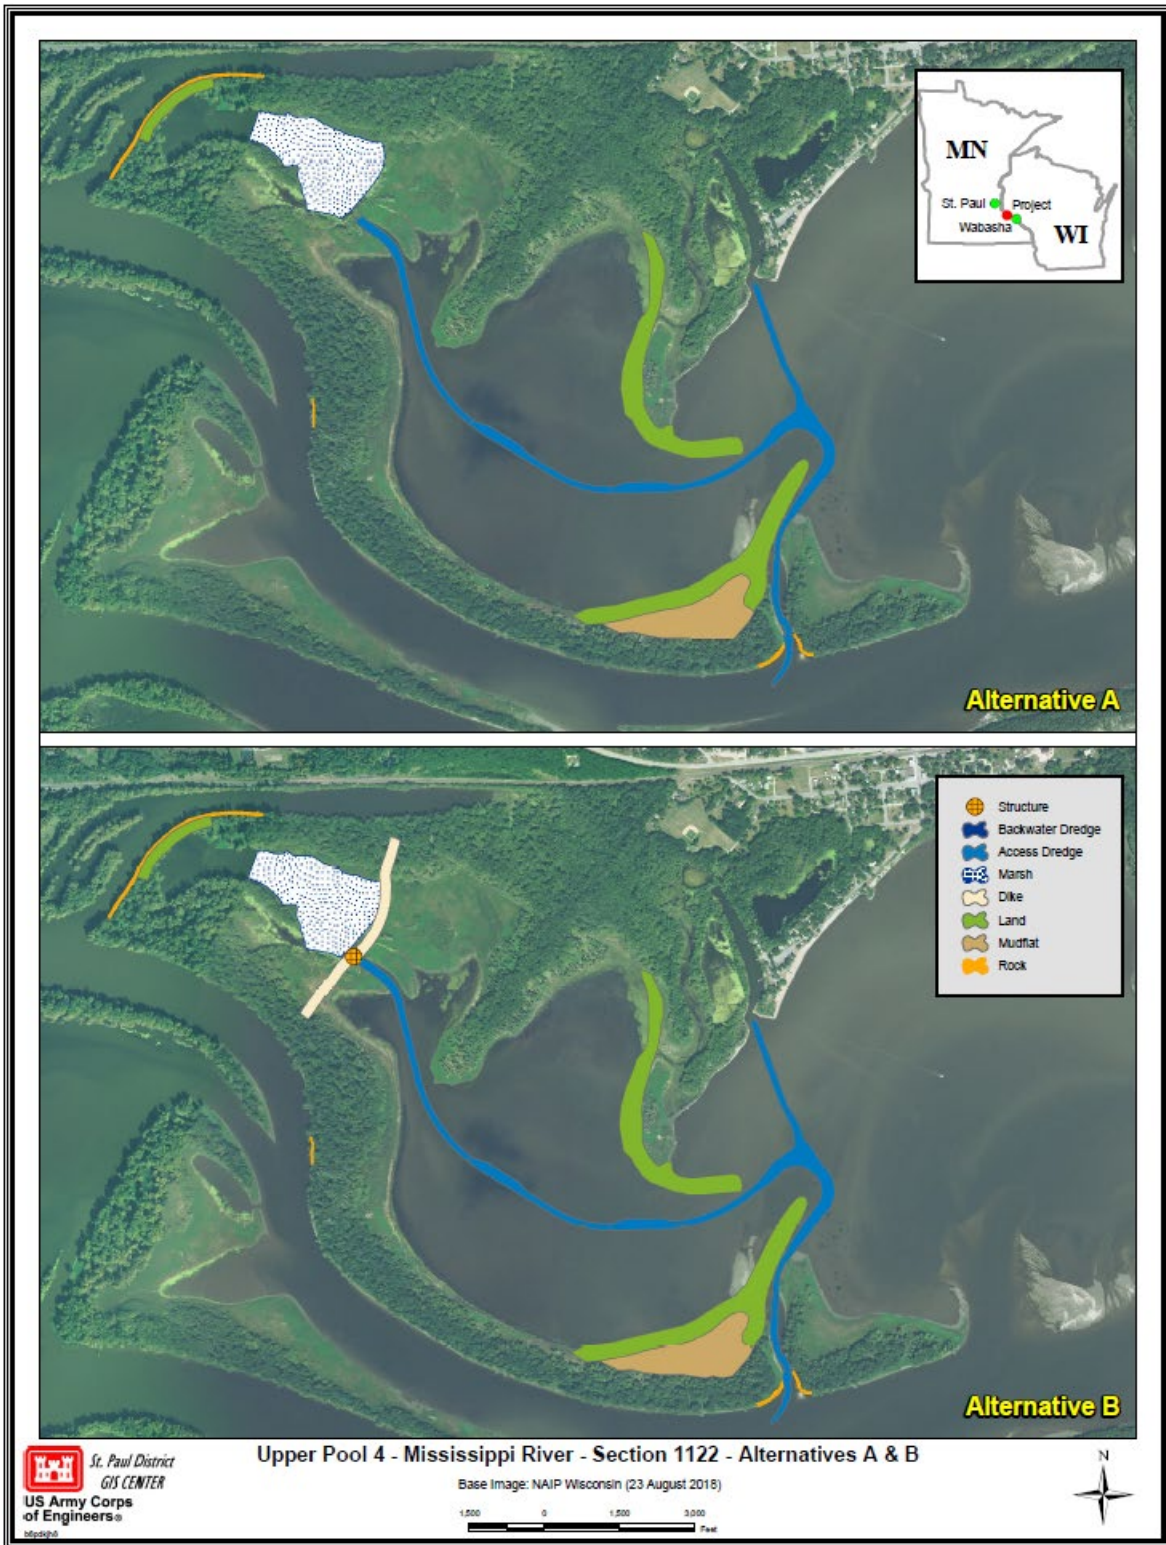 MN
St. Paul
Project
Wabasha
WI
Alternative A
Structure
Backwater Dredge
Access Dredge
Marsh
Dike
Land
Mudflat
Rock
Alternative B
St. Paul District
GIS CENTER
US Army Corps
of Engineers®
Upper Pool 4 - Mississippi River - Section 1122 - Alternatives A & B
Base Image: NAIP Wisconsin (23 August 2018)
1,500 0 1,500 3,000
Feet
N